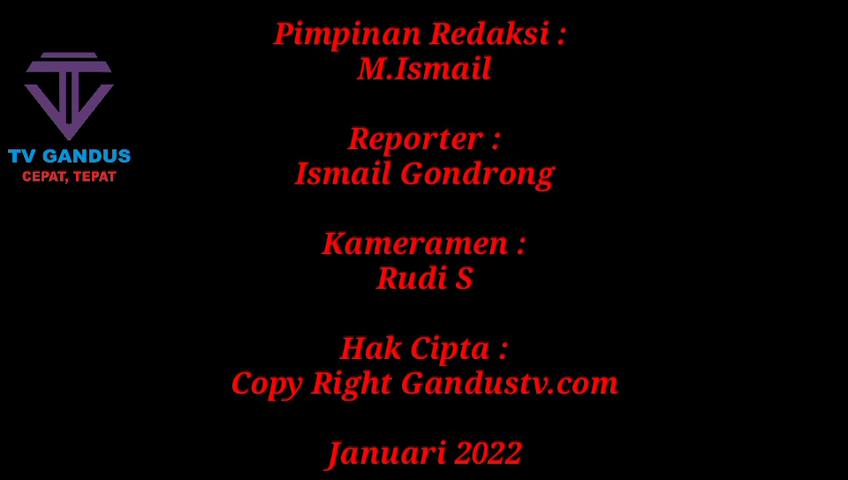 Pimpinan Redaksi :
M.Ismail
Reporter :
Ismail Gondrong
Kameramen :
Rudi S
Hak Cipta :
Copy Right Gandustv.com
Januari 2022
TV GANDUS
CEPAT, TEPAT